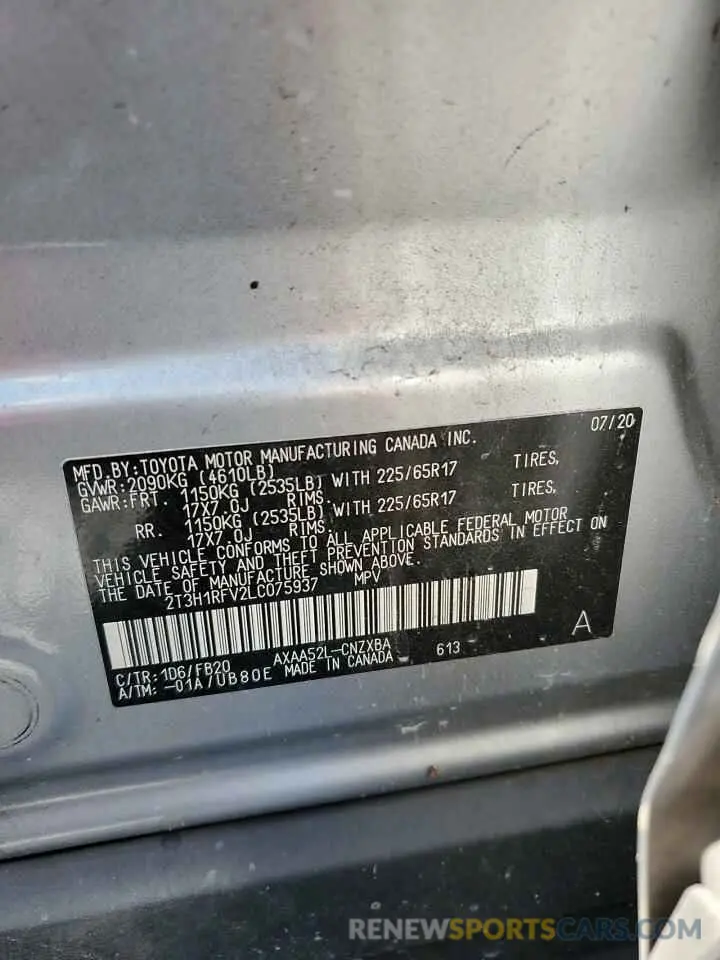 07/20
MFD.BY:TOYOTA MOTOR MANUFACTURING CANADA INC.
GVWR:2090KG (4610LB)
GAWR:FRT. 1150KG (2535LB) WITH 225/65R17 TIRES,
17X7.0J RIMS.
RR. 1150KG (2535LB) WITH 225/65R17 TIRES,
17X7.0J RIMS.
THIS VEHICLE CONFORMS TO ALL APPLICABLE FEDERAL MOTOR
VEHICLE SAFETY AND THEFT PREVENTION STANDARDS IN EFFECT ON
THE DATE OF MANUFACTURE SHOWN ABOVE.
2T3H1RFV2LC075937 MPV
A
C/TR:1D6/FB20 AXAA52L-CNZXBA 613
A/TM:-01A/UB80E MADE IN CANADA
RENEWSPORTSCARS.COM